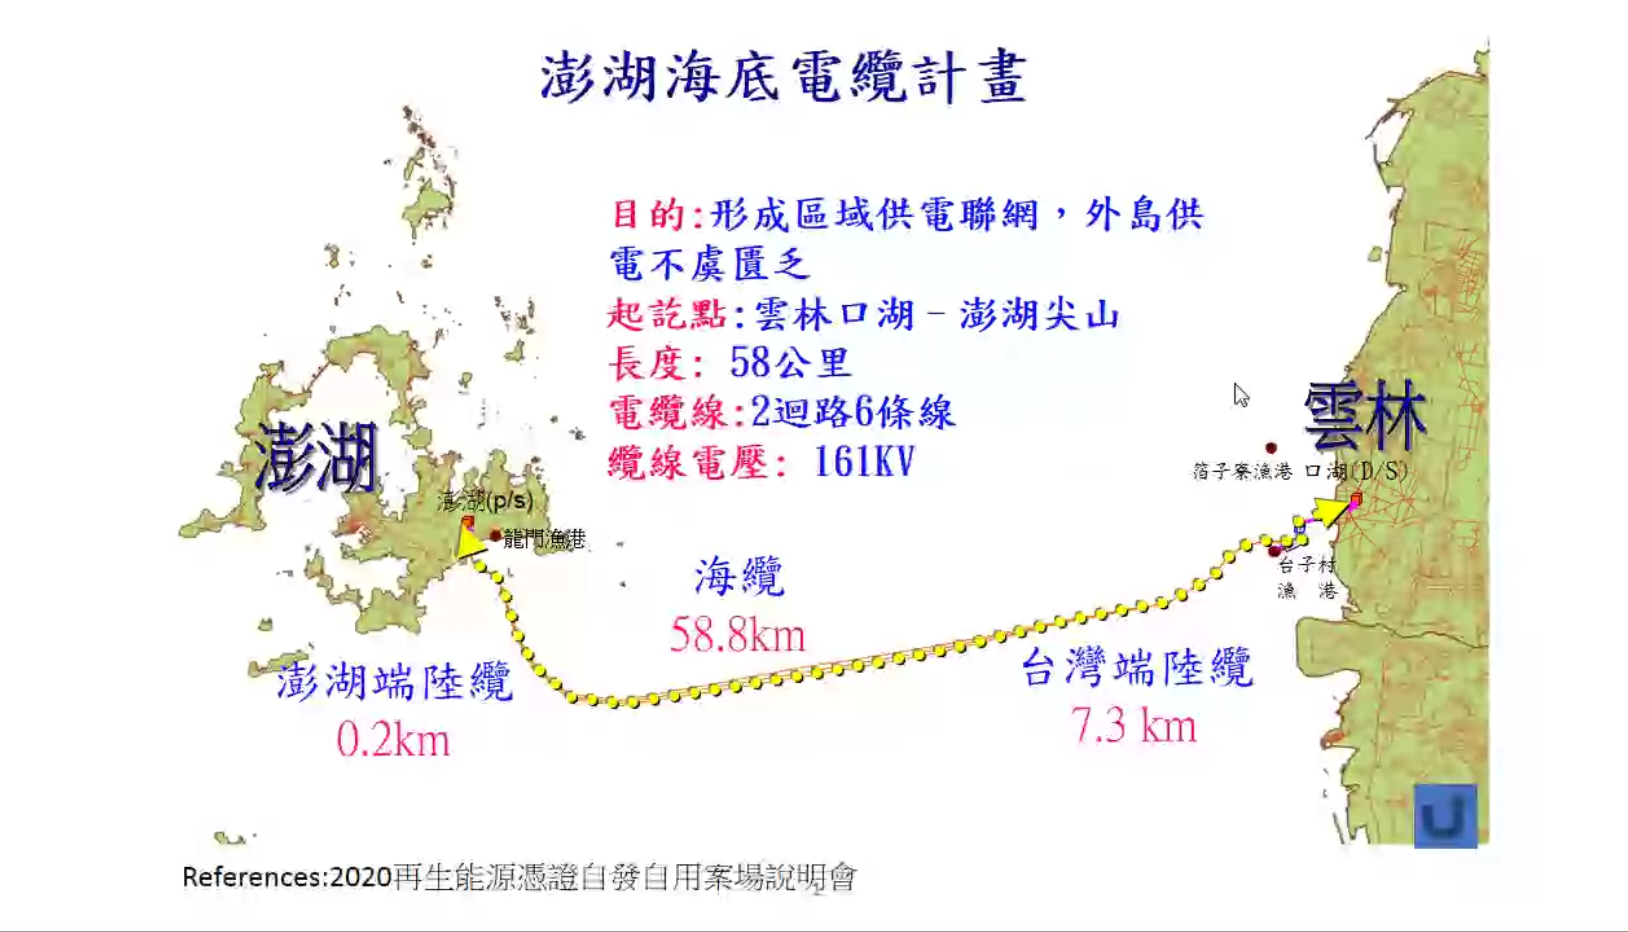 澎湖海底電纜計畫
目的:形成區域供電聯網，外島供
電不虞匱乏
起訖點:雲林口湖–澎湖尖山
長度: 58公里
電纜線:2迴路6條線
纜線電壓: 161KV
雲林
澎湖
箔子寮漁港 口湖(D/S)
澎湖(p/s)
龍門漁港
台子村
漁 港
海纜
58.8km
澎湖端陸纜
0.2km
台灣端陸纜
7.3 km
References:2020再生能源憑證自發自用案場說明會